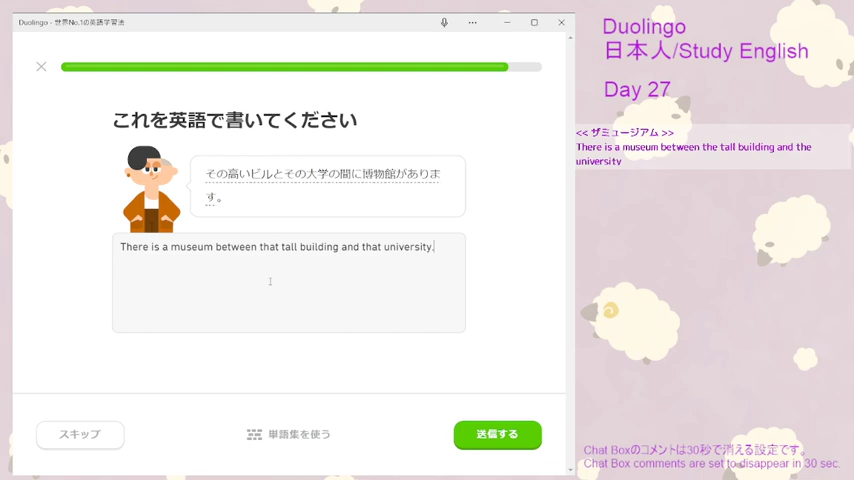 Duolingo - 世界No.1の英語学習法
これを英語で書いてください
その高いビルとその大学の間に博物館がありま
す。
There is a museum between that tall building and that university.
スキップ
単語集を使う
送信する
Duolingo
日本人/Study English
Day 27
<< ザミュージアム >>
There is a museum between the tall building and the
university
Chat Boxのコメントは30秒で消える設定です。
Chat Box comments are set to disappear in 30 sec.